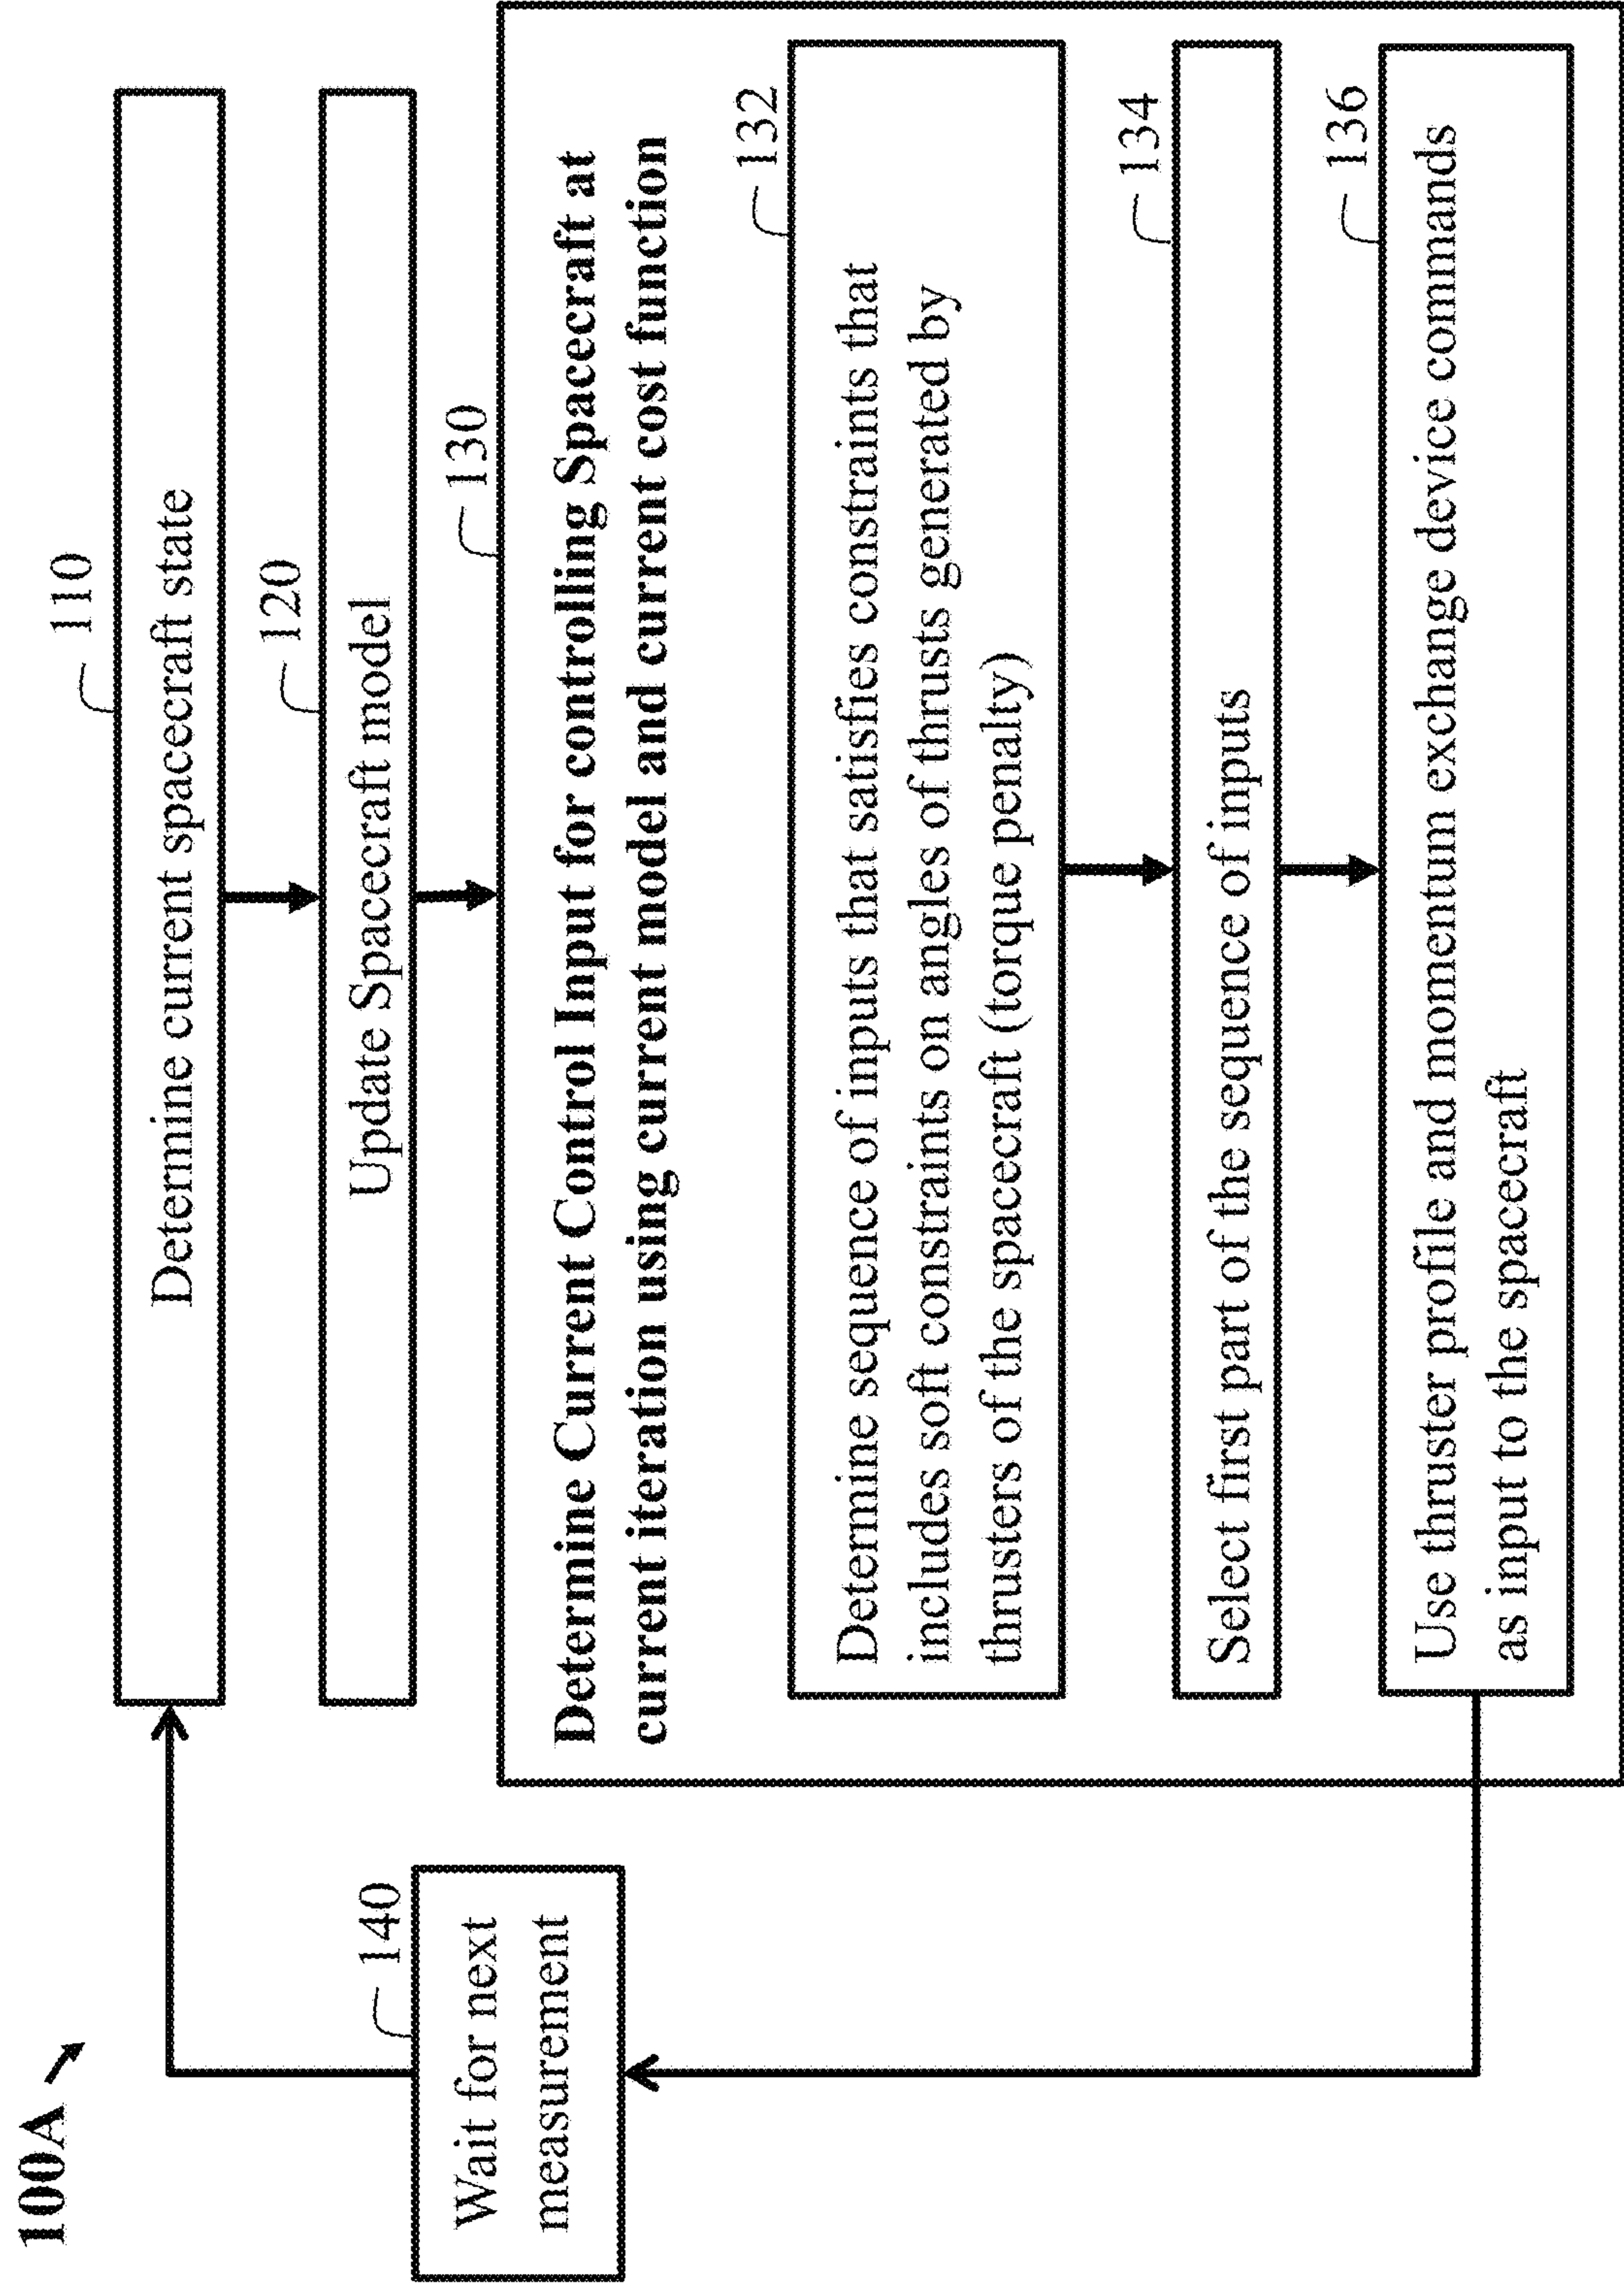 100A
110
Determine current spacecraft state
120
Update Spacecraft model
130
Determine Current Control Input for controlling Spacecraft at
current iteration using current model and current cost function
132
Determine sequence of inputs that satisfies constraints that
includes soft constraints on angles of thrusts generated by
thrusters of the spacecraft (torque penalty)
134
Select first part of the sequence of inputs
136
Use thruster profile and momentum exchange device commands
as input to the spacecraft
140
Wait for next
measurement